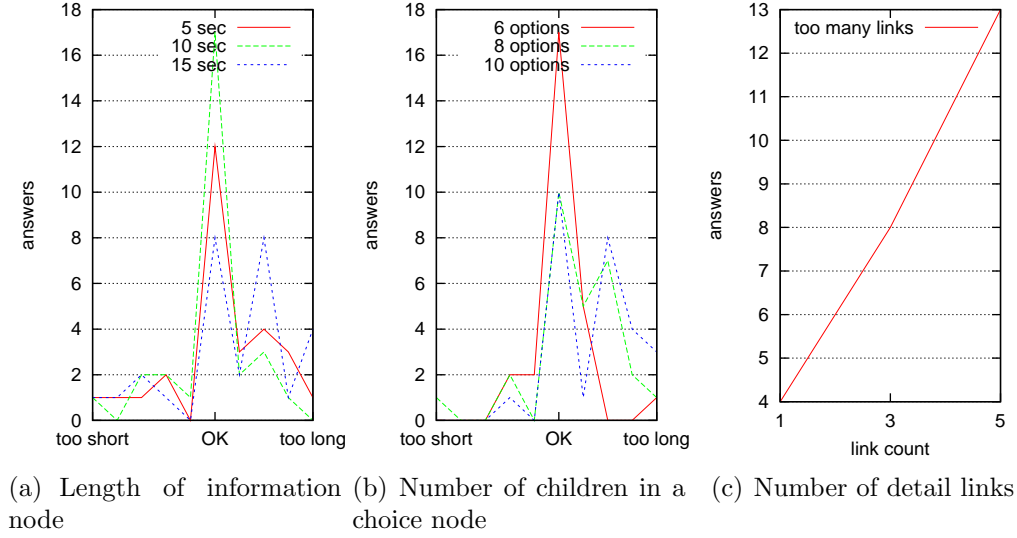 18
16
14
12
10
8
6
4
2
0
answers
too short OK too long
5 sec
10 sec
15 sec
(a) Length of information node
18
16
14
12
10
8
6
4
2
0
answers
too short OK too long
6 options
8 options
10 options
(b) Number of children in a choice node
13
12
11
10
9
8
7
6
5
4
answers
1 3 5
link count
too many links
(c) Number of detail links